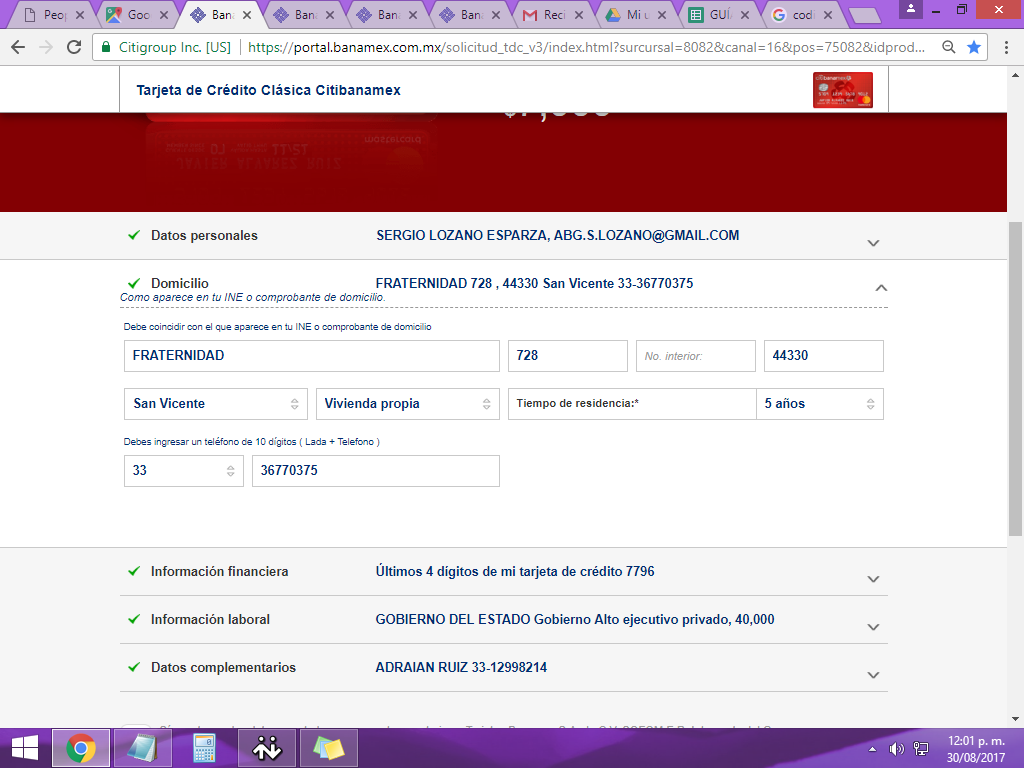 Peop
Goo
Bana
Bana
Bana
Bana
Reci
Mi u
GUÍA
codi
Citigroup Inc. [US]
https://portal.banamex.com.mx/solicitud_tdc_v3/index.html?surcursal=8082&canal=16&pos=75082&idprod...
Tarjeta de Crédito Clásica Citibanamex
Datos personales SERGIO LOZANO ESPARZA, ABG.S.LOZANO@GMAIL.COM
Domicilio FRATERNIDAD 728 , 44330 San Vicente 33-36770375
Como aparece en tu INE o comprobante de domicilio.
Debe coincidir con el que aparece en tu INE o comprobante de domicilio
FRATERNIDAD 728 No. interior: 44330
San Vicente Vivienda propia Tiempo de residencia:* 5 años
Debes ingresar un teléfono de 10 dígitos ( Lada + Telefono )
33 36770375
Información financiera Últimos 4 dígitos de mi tarjeta de crédito 7796
Información laboral GOBIERNO DEL ESTADO Gobierno Alto ejecutivo privado, 40,000
Datos complementarios ADRAIAN RUIZ 33-12998214
12:01 p. m.
30/08/2017